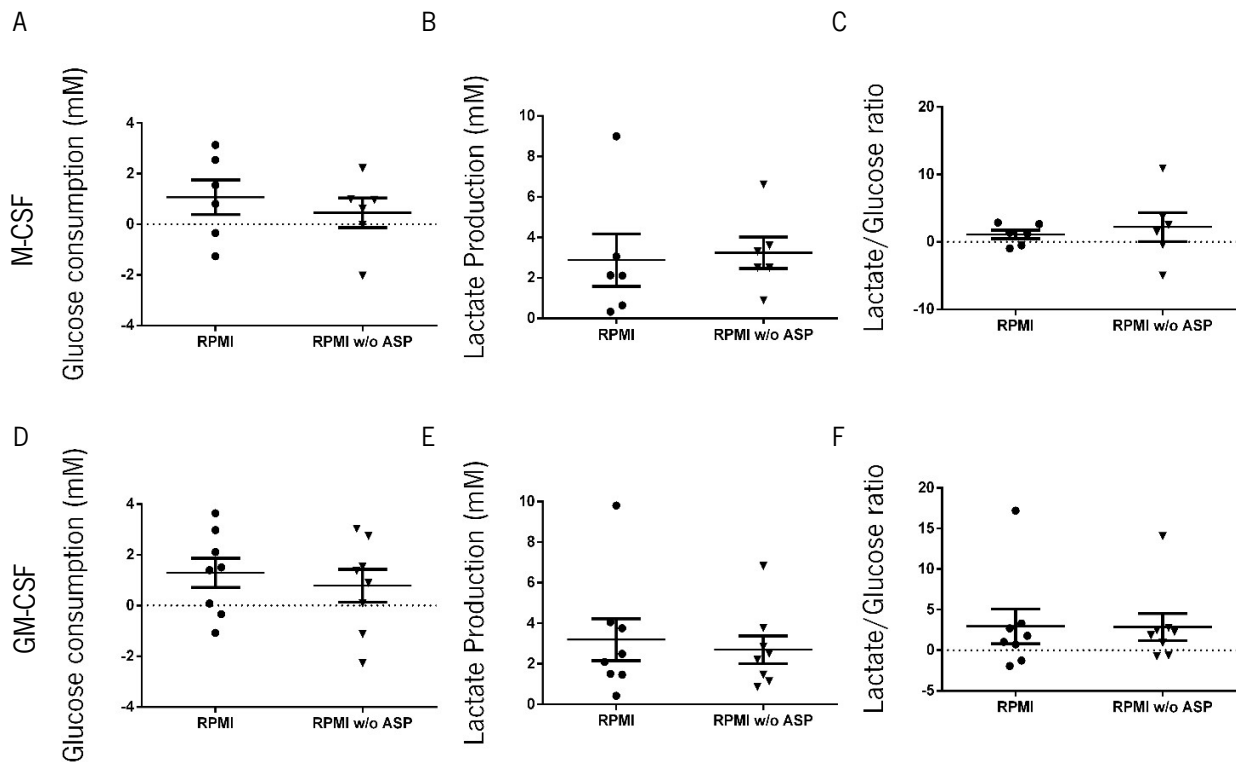 A
B
C
M-CSF
Glucose consumption (mM)
4
2
0
2
-4
RPMI
RPMI w/o ASP
Lactate Production (mM)
10
8
6
4
2
0
RPMI
RPMI w/o ASP
Lactate/Glucose ratio
20
10
0
-10
RPMI
RPMI w/o ASP
D
E
F
GM-CSF
Glucose consumption (mM)
4
2
0
2
-4
RPMI
RPMI w/o ASP
Lactate Production (mM)
10
8
6
4
2
0
RPMI
RPMI w/o ASP
Lactate/Glucose ratio
20
15
10
5
0
-5
RPMI
RPMI w/o ASP